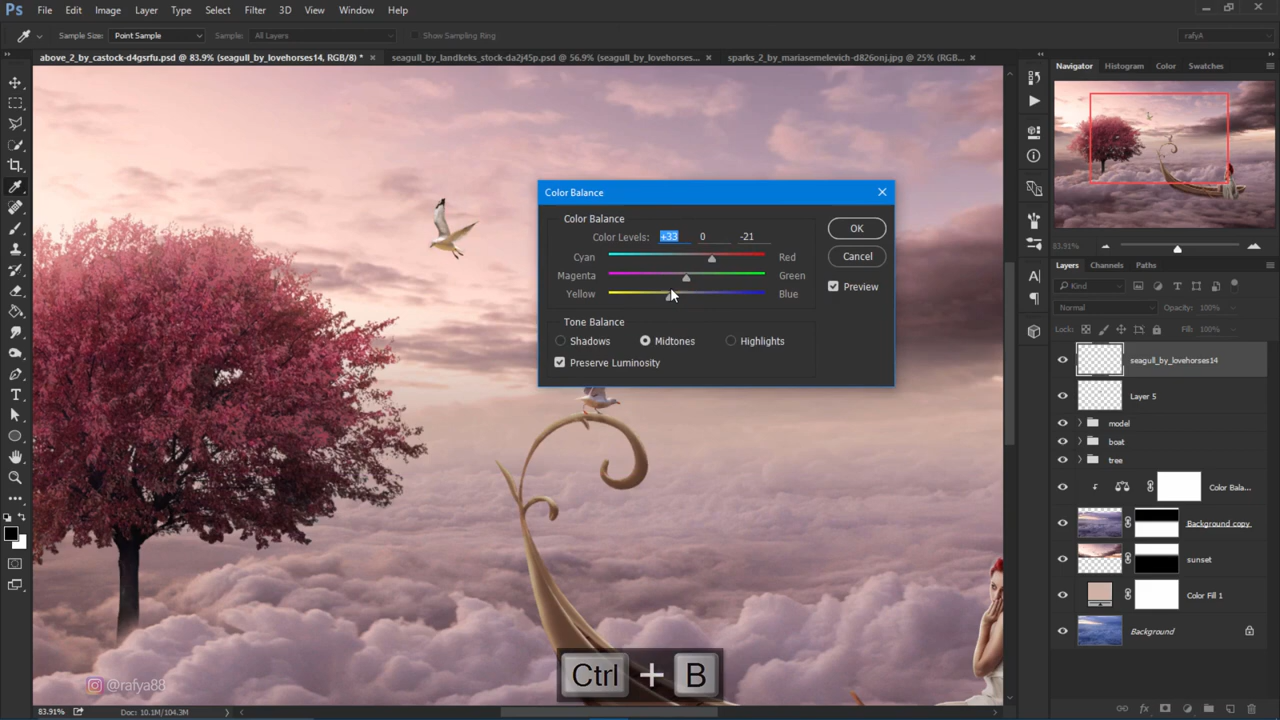 Ps File Edit Image Layer Type Select Filter 3D View Window Help
Sample Size: Point Sample Sample: All Layers Show Sampling Ring rafyA
above_2_by_castock-d4gsrfu.psd @ 83.9% (seagull_by_lovehorses14, RGB/8) * × seagull_by_landkeks_stock-da2j45p.psd @ 56.9% (seagull_by_lovehorses... × sparks_2_by_mariasemelevich-d826onj.jpg @ 25% (RGB... ×
Navigator Histogram Color Swatches
Color Balance
Color Balance
Color Levels: +33 0 -21
Cyan Red
Magenta Green
Yellow Blue
Tone Balance
Shadows Midtones Highlights
Preserve Luminosity
OK
Cancel
Preview
83.91%
Layers Channels Paths
Kind
Normal Opacity: 100%
Lock: Fill: 100%
seagull_by_lovehorses14
Layer 5
model
boat
tree
Color Bala...
Background copy
sunset
Color Fill 1
Background
Ctrl + B
@rafya88
83.91% Doc: 10.1M/104.3M